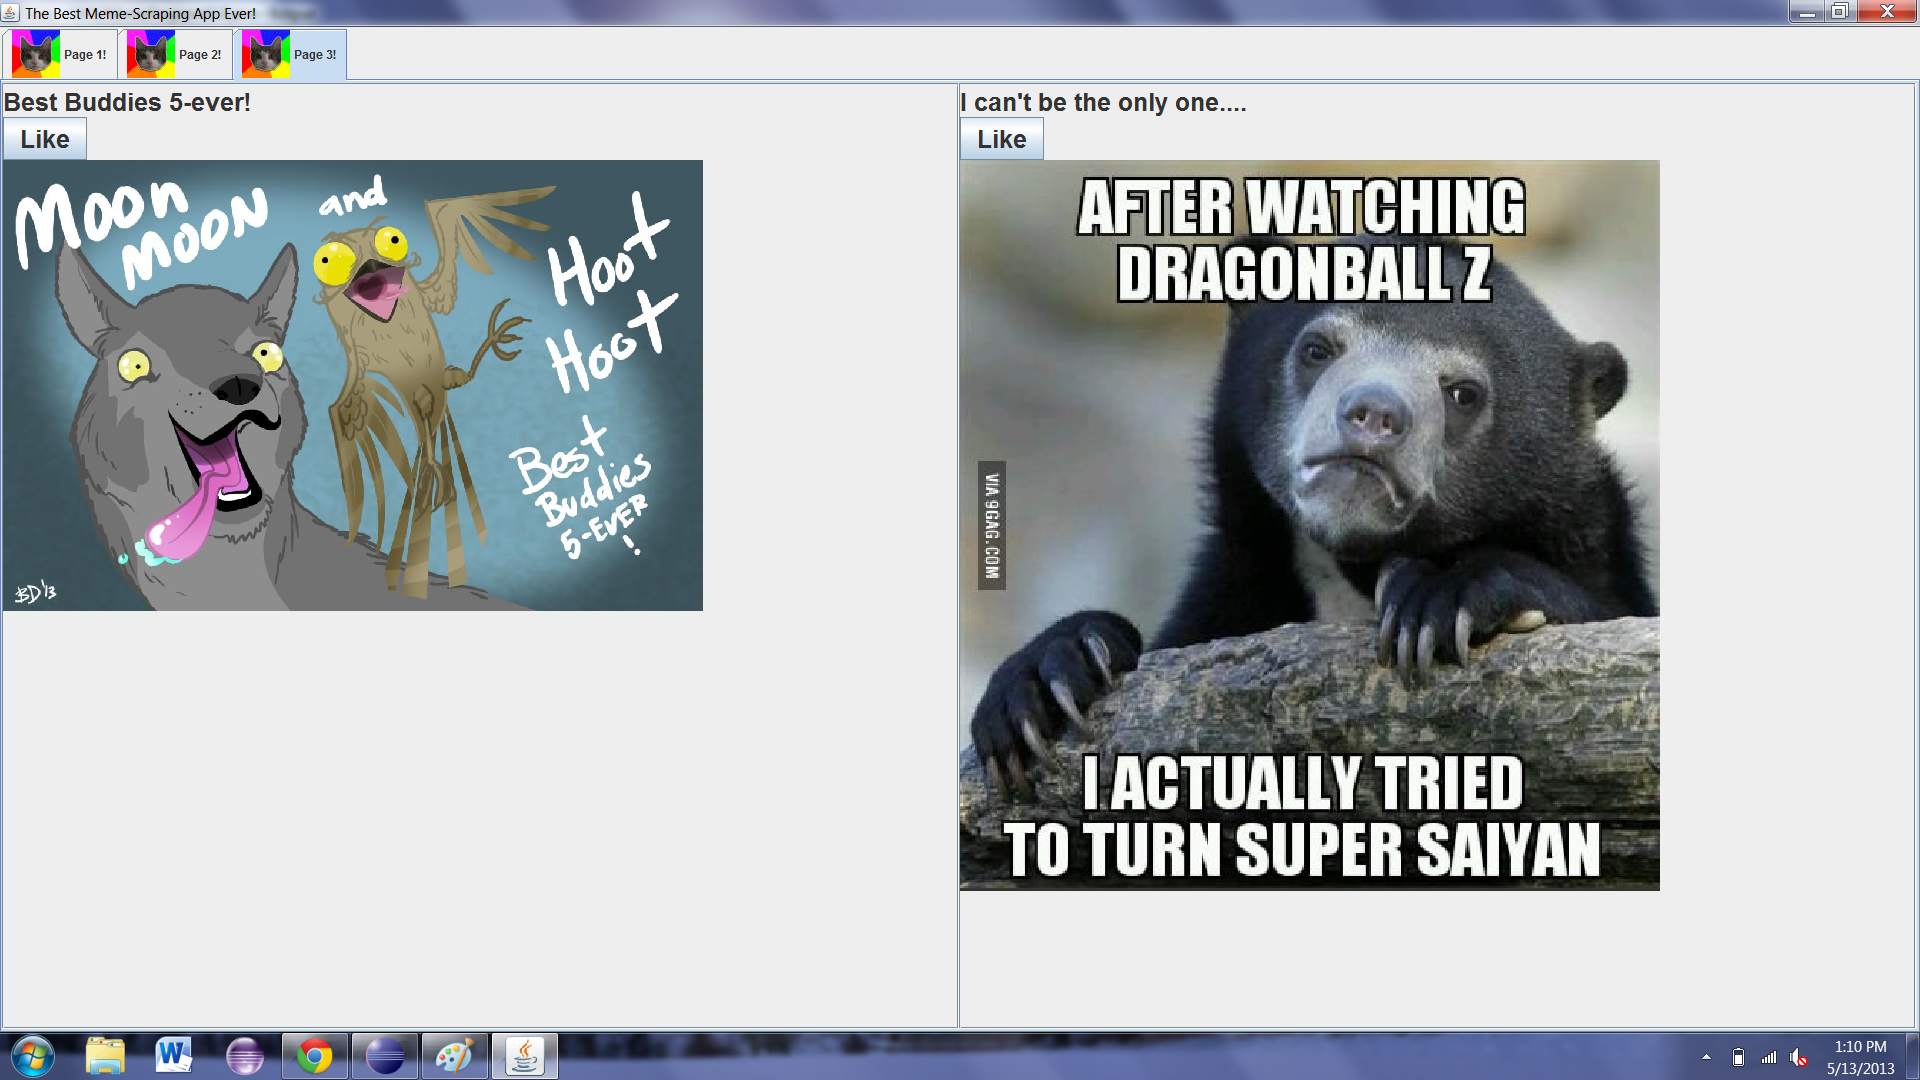 The Best Meme-Scraping App Ever!
Page 1!
Page 2!
Page 3!
Best Buddies 5-ever!
Like
Moon
Moon
and
Hoot
Hoot
Best
Buddies
5-EVER
!
BD'13
I can't be the only one....
Like
AFTER WATCHING
DRAGONBALL Z
VIA 9GAG.COM
I ACTUALLY TRIED
TO TURN SUPER SAIYAN
1:10 PM
5/13/2013